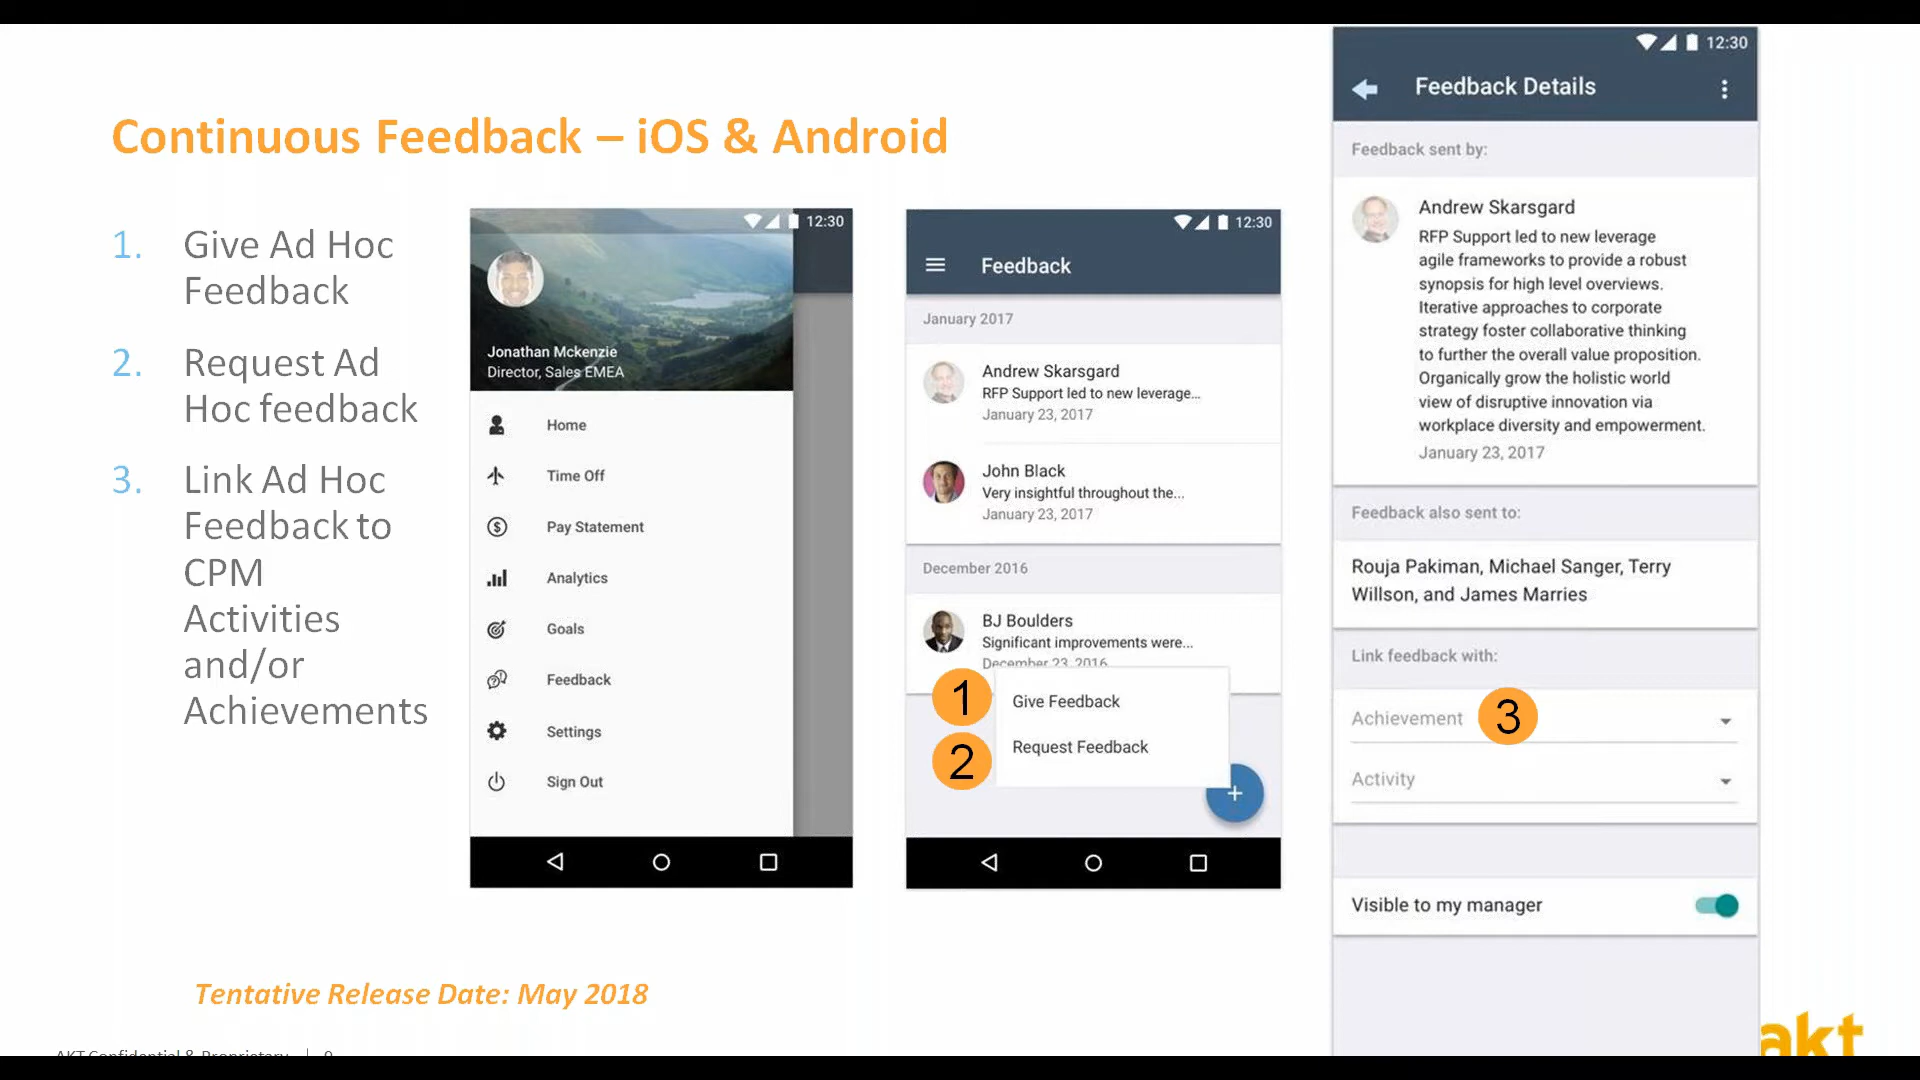 Continuous Feedback – iOS & Android
1. Give Ad Hoc
Feedback
2. Request Ad
Hoc feedback
3. Link Ad Hoc
Feedback to
CPM
Activities
and/or
Achievements
Tentative Release Date: May 2018
12:30
Jonathan Mckenzie
Director, Sales EMEA
Home
Time Off
Pay Statement
Analytics
Goals
Feedback
Settings
Sign Out
12:30
Feedback
January 2017
Andrew Skarsgard
RFP Support led to new leverage...
January 23, 2017
John Black
Very insightful throughout the...
January 23, 2017
December 2016
BJ Boulders
Significant improvements were...
December 23, 2016
1 Give Feedback
2 Request Feedback
+
12:30
Feedback Details
Feedback sent by:
Andrew Skarsgard
RFP Support led to new leverage
agile frameworks to provide a robust
synopsis for high level overviews.
Iterative approaches to corporate
strategy foster collaborative thinking
to further the overall value proposition.
Organically grow the holistic world
view of disruptive innovation via
workplace diversity and empowerment.
January 23, 2017
Feedback also sent to:
Rouja Pakiman, Michael Sanger, Terry
Willson, and James Marries
Link feedback with:
Achievement 3
Activity
Visible to my manager
AKT Confidential & Proprietary | 9
akt